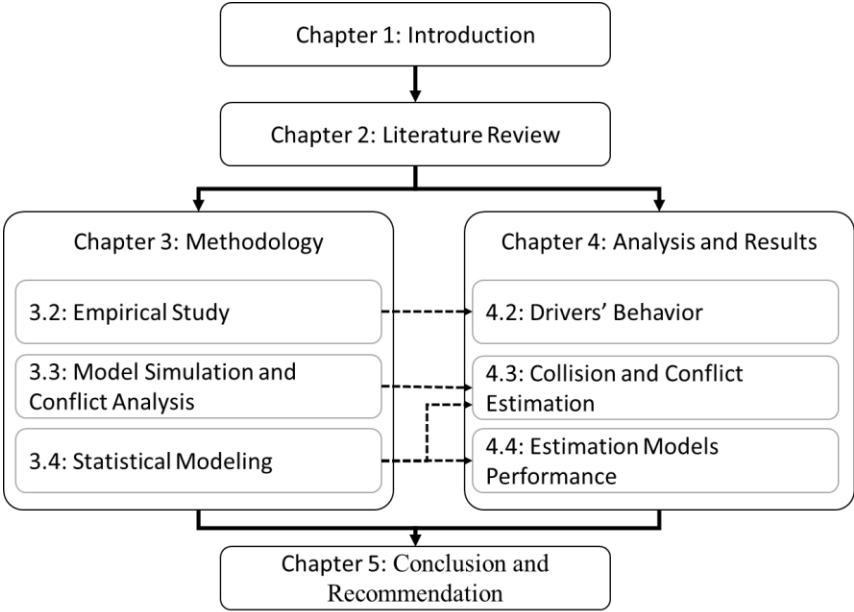 Chapter 1: Introduction
Chapter 2: Literature Review
Chapter 3: Methodology
3.2: Empirical Study
3.3: Model Simulation and
Conflict Analysis
3.4: Statistical Modeling
Chapter 4: Analysis and Results
4.2: Drivers’ Behavior
4.3: Collision and Conflict
Estimation
4.4: Estimation Models
Performance
Chapter 5: Conclusion and
Recommendation